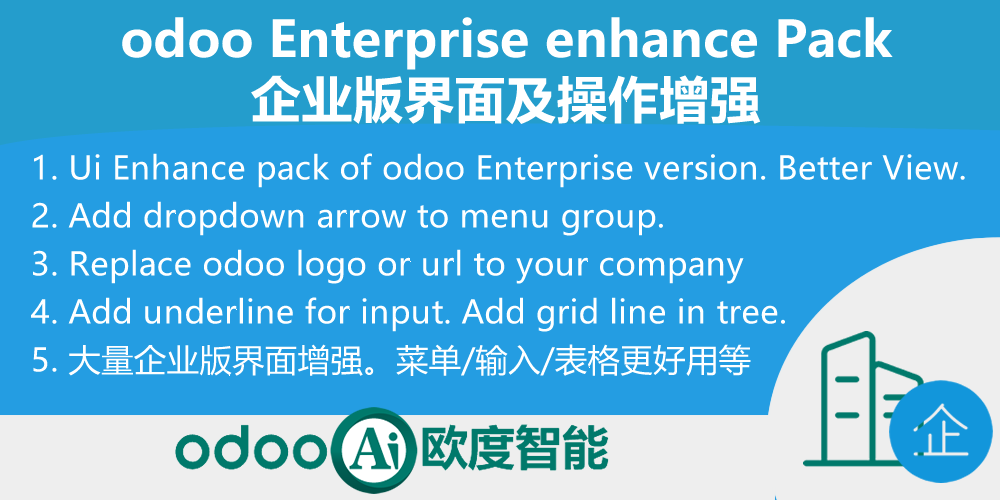 odoo Enterprise enhance Pack
企业版界面及操作增强
1. Ui Enhance pack of odoo Enterprise version. Better View.
2. Add dropdown arrow to menu group.
3. Replace odoo logo or url to your company
4. Add underline for input. Add grid line in tree.
5. 大量企业版界面增强。菜单/输入/表格更好用等
企
odoo Ai 欧度智能